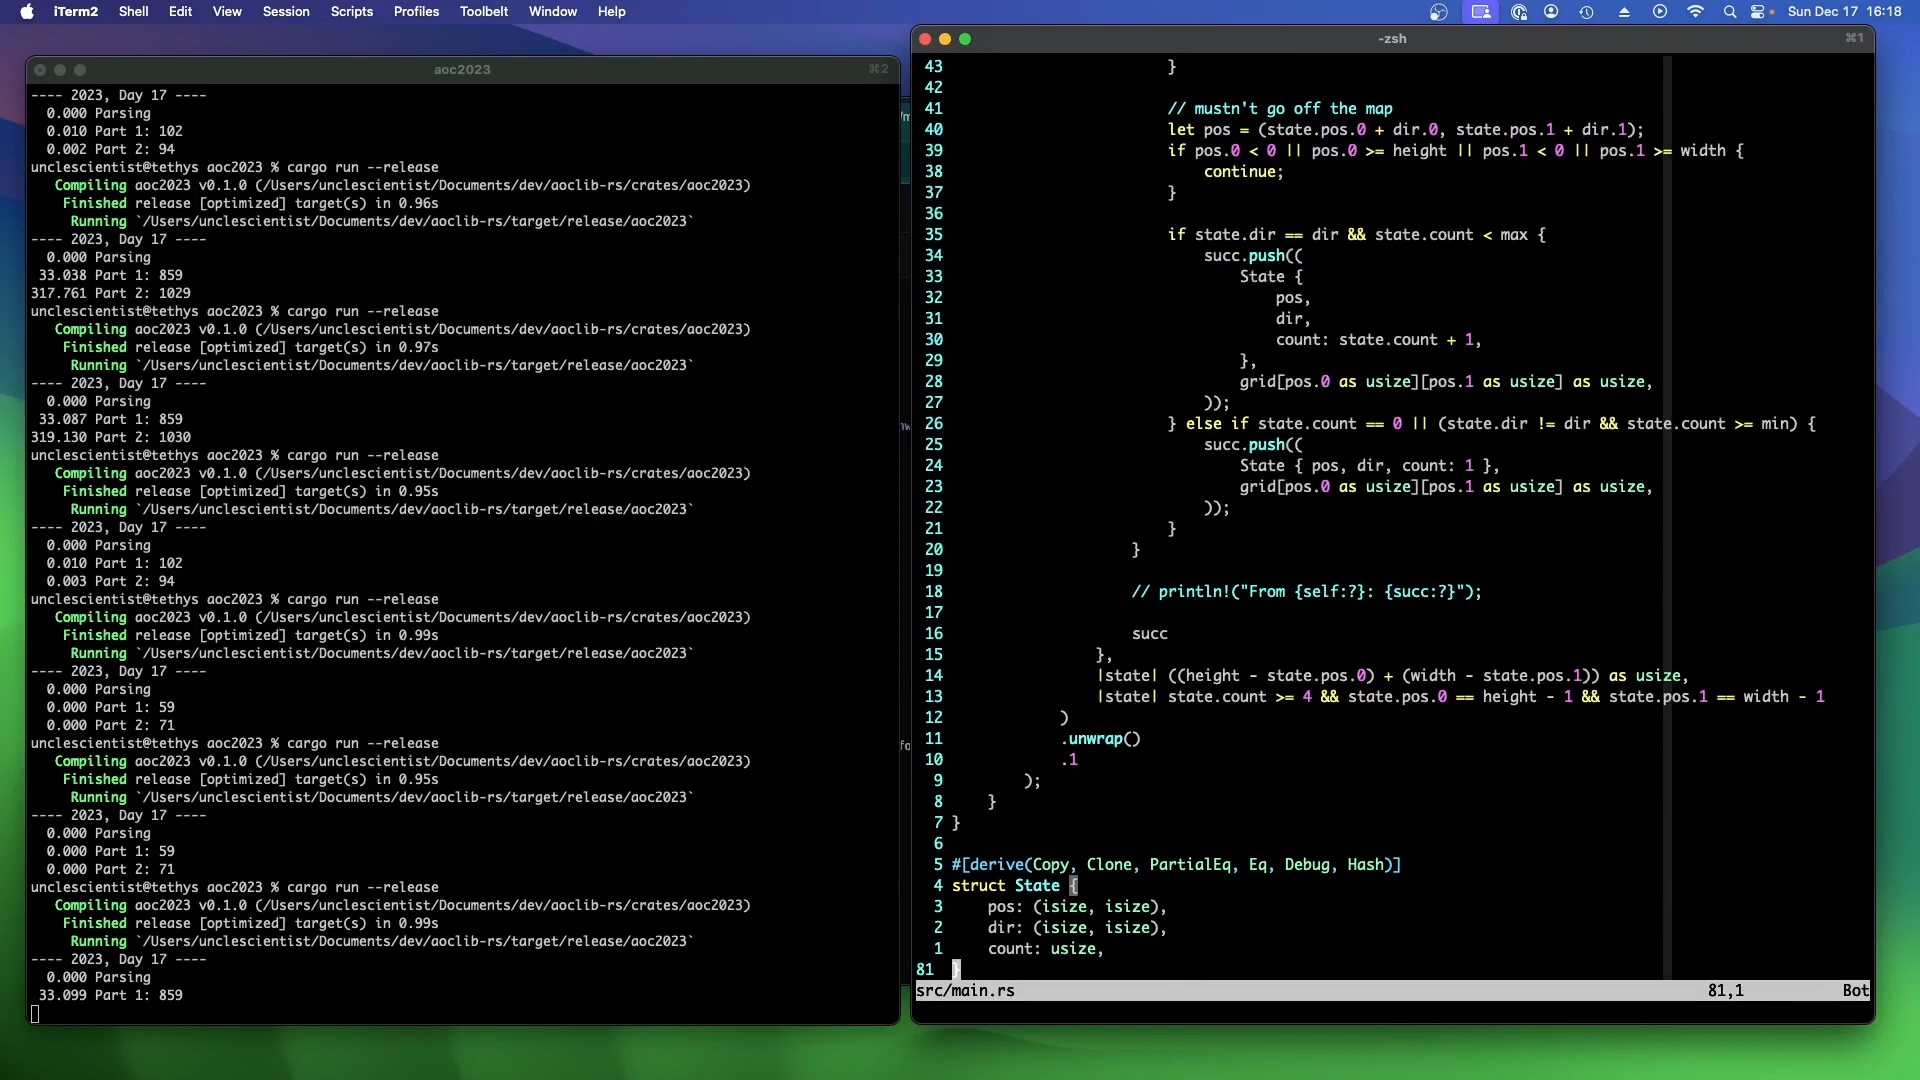 iTerm2 Shell Edit View Session Scripts Profiles Toolbelt Window Help Sun Dec 17 16:18
aoc2023 ⌘2
---- 2023, Day 17 ----
0.000 Parsing
0.010 Part 1: 102
0.002 Part 2: 94
unclescientist@tethys aoc2023 % cargo run --release
Compiling aoc2023 v0.1.0 (/Users/unclescientist/Documents/dev/aoclib-rs/crates/aoc2023)
Finished release [optimized] target(s) in 0.96s
Running `/Users/unclescientist/Documents/dev/aoclib-rs/target/release/aoc2023`
---- 2023, Day 17 ----
0.000 Parsing
33.038 Part 1: 859
317.761 Part 2: 1029
unclescientist@tethys aoc2023 % cargo run --release
Compiling aoc2023 v0.1.0 (/Users/unclescientist/Documents/dev/aoclib-rs/crates/aoc2023)
Finished release [optimized] target(s) in 0.97s
Running `/Users/unclescientist/Documents/dev/aoclib-rs/target/release/aoc2023`
---- 2023, Day 17 ----
0.000 Parsing
33.087 Part 1: 859
319.130 Part 2: 1030
unclescientist@tethys aoc2023 % cargo run --release
Compiling aoc2023 v0.1.0 (/Users/unclescientist/Documents/dev/aoclib-rs/crates/aoc2023)
Finished release [optimized] target(s) in 0.95s
Running `/Users/unclescientist/Documents/dev/aoclib-rs/target/release/aoc2023`
---- 2023, Day 17 ----
0.000 Parsing
0.010 Part 1: 102
0.003 Part 2: 94
unclescientist@tethys aoc2023 % cargo run --release
Compiling aoc2023 v0.1.0 (/Users/unclescientist/Documents/dev/aoclib-rs/crates/aoc2023)
Finished release [optimized] target(s) in 0.99s
Running `/Users/unclescientist/Documents/dev/aoclib-rs/target/release/aoc2023`
---- 2023, Day 17 ----
0.000 Parsing
0.000 Part 1: 59
0.000 Part 2: 71
unclescientist@tethys aoc2023 % cargo run --release
Compiling aoc2023 v0.1.0 (/Users/unclescientist/Documents/dev/aoclib-rs/crates/aoc2023)
Finished release [optimized] target(s) in 0.95s
Running `/Users/unclescientist/Documents/dev/aoclib-rs/target/release/aoc2023`
---- 2023, Day 17 ----
0.000 Parsing
0.000 Part 1: 59
0.000 Part 2: 71
unclescientist@tethys aoc2023 % cargo run --release
Compiling aoc2023 v0.1.0 (/Users/unclescientist/Documents/dev/aoclib-rs/crates/aoc2023)
Finished release [optimized] target(s) in 0.99s
Running `/Users/unclescientist/Documents/dev/aoclib-rs/target/release/aoc2023`
---- 2023, Day 17 ----
0.000 Parsing
33.099 Part 1: 859
-zsh ⌘1
43 }
42
41 // mustn't go off the map
40 let pos = (state.pos.0 + dir.0, state.pos.1 + dir.1);
39 if pos.0 < 0 || pos.0 >= height || pos.1 < 0 || pos.1 >= width {
38 continue;
37 }
36
35 if state.dir == dir && state.count < max {
34 succ.push((
33 State {
32 pos,
31 dir,
30 count: state.count + 1,
29 },
28 grid[pos.0 as usize][pos.1 as usize] as usize,
27 ));
26 } else if state.count == 0 || (state.dir != dir && state.count >= min) {
25 succ.push((
24 State { pos, dir, count: 1 },
23 grid[pos.0 as usize][pos.1 as usize] as usize,
22 ));
21 }
20 }
19
18 // println!("From {self:?}: {succ:?}");
17
16 succ
15 },
14 |state| ((height - state.pos.0) + (width - state.pos.1)) as usize,
13 |state| state.count >= 4 && state.pos.0 == height - 1 && state.pos.1 == width - 1
12 )
11 .unwrap()
10 .1
9 );
8 }
7 }
6
5 #[derive(Copy, Clone, PartialEq, Eq, Debug, Hash)]
4 struct State {
3 pos: (isize, isize),
2 dir: (isize, isize),
1 count: usize,
81 }
src/main.rs 81,1 Bot